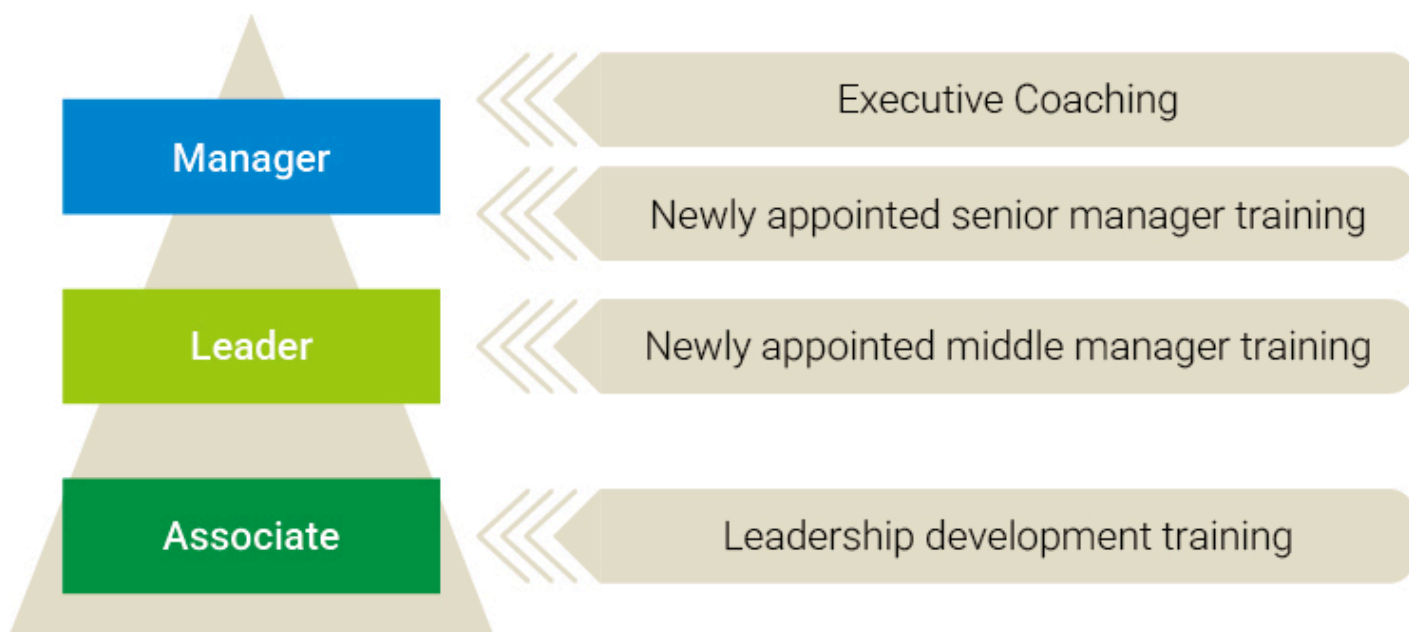 Executive Coaching
Manager
Newly appointed senior manager training
Leader
Newly appointed middle manager training
Associate
Leadership development training